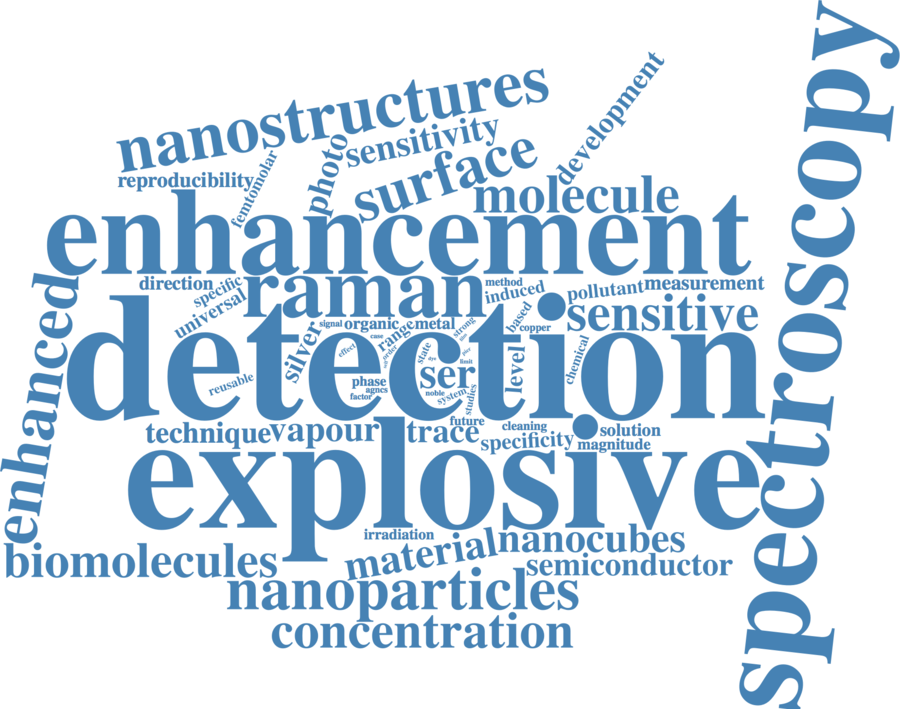 spectroscopy
nanostructures
development
sensitivity
photo
femtomolar
reproducibility
surface
molecule
enhancement
enhanced
direction
specific
universal
raman
method
induced
pollutant
measurement
sensitive
detection
silver
signal
organic
range
metal
strong
based
copper
chemical
case
order
effect
state
dye
limit
ser
level
reusable
phase
agncs
factor
noble
system
studies
future
technique
vapour
trace
cleaning
specificity
solution
magnitude
explosive
irradiation
biomolecules
material
nanocubes
semiconductor
nanoparticles
concentration